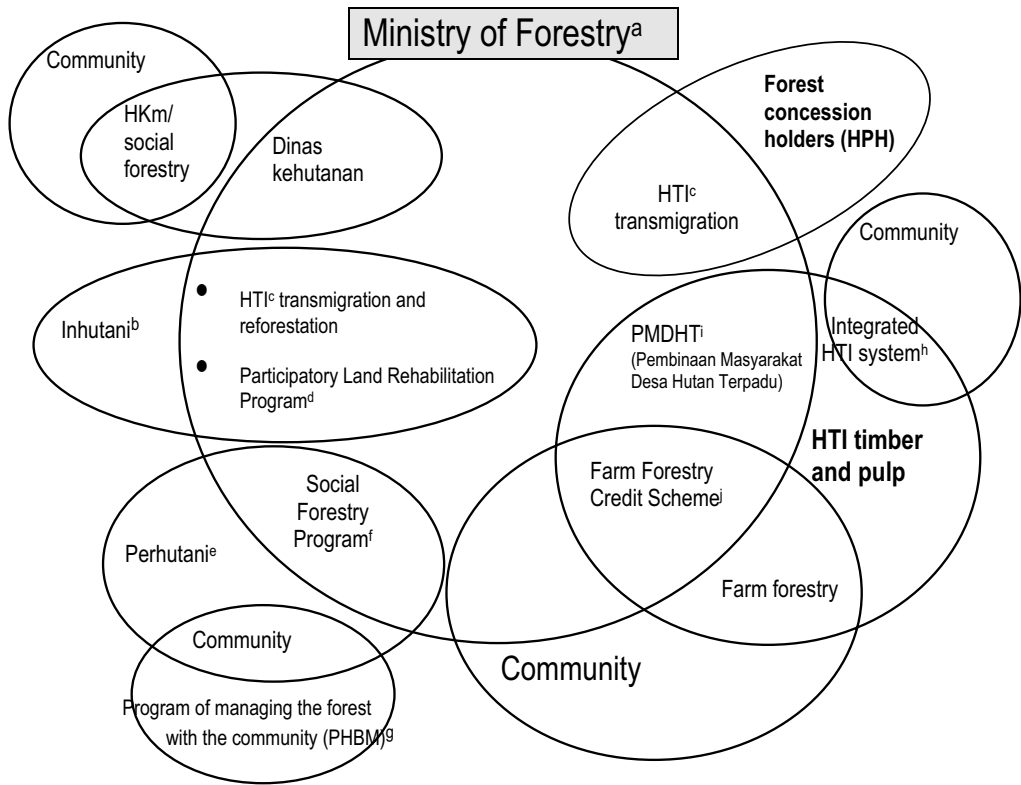 Ministry of Forestryᵃ
Community
HKm/
social
forestry
Dinas
kehutanan
Forest
concession
holders (HPH)
HTIᶜ
transmigration
Community
Integrated
HTI systemʰ
Inhutaniᵇ
• HTIᶜ transmigration and
reforestation
• Participatory Land Rehabilitation
Programᵈ
PMDHTⁱ
(Pembinaan Masyarakat
Desa Hutan Terpadu)
HTI timber
and pulp
Farm Forestry
Credit Schemeʲ
Farm forestry
Community
Social
Forestry
Programᶠ
Perhutaniᵉ
Community
Program of managing the forest
with the community (PHBM)ᵍ